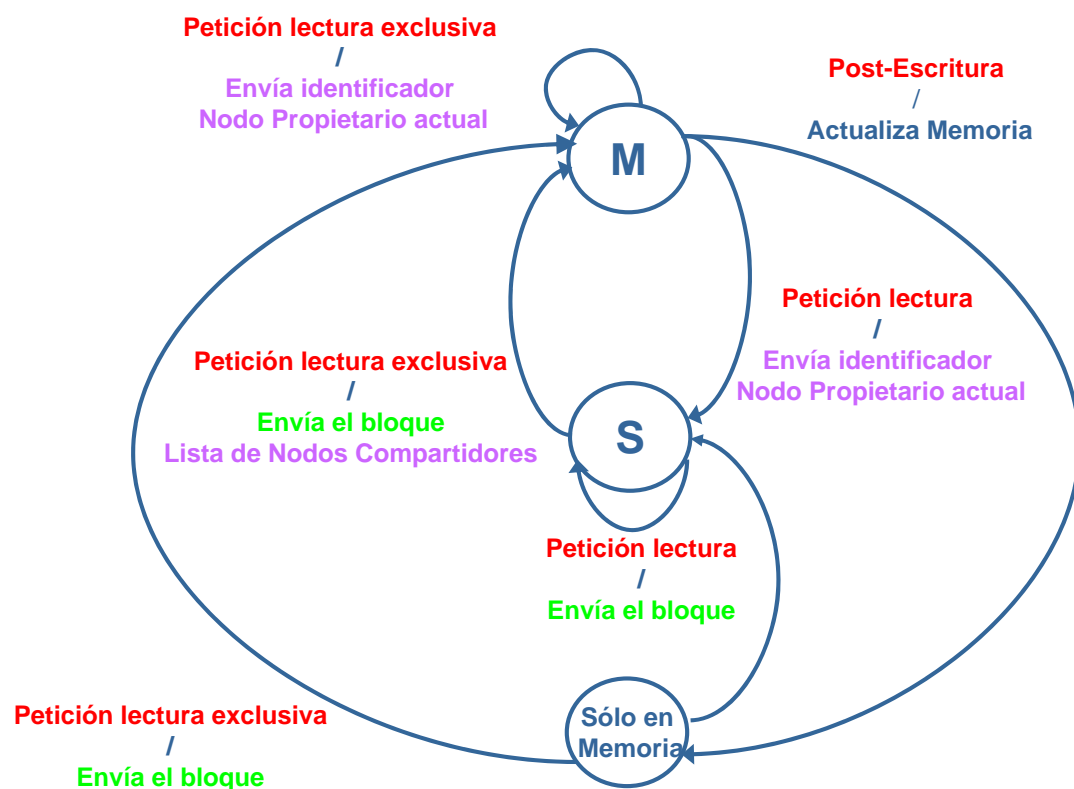 Petición lectura exclusiva
/
Envía identificador
Nodo Propietario actual
Post-Escritura
/
Actualiza Memoria
M
Petición lectura
/
Envía identificador
Nodo Propietario actual
Petición lectura exclusiva
/
Envía el bloque
Lista de Nodos Compartidores
S
Petición lectura
/
Envía el bloque
Sólo en
Memoria
Petición lectura exclusiva
/
Envía el bloque